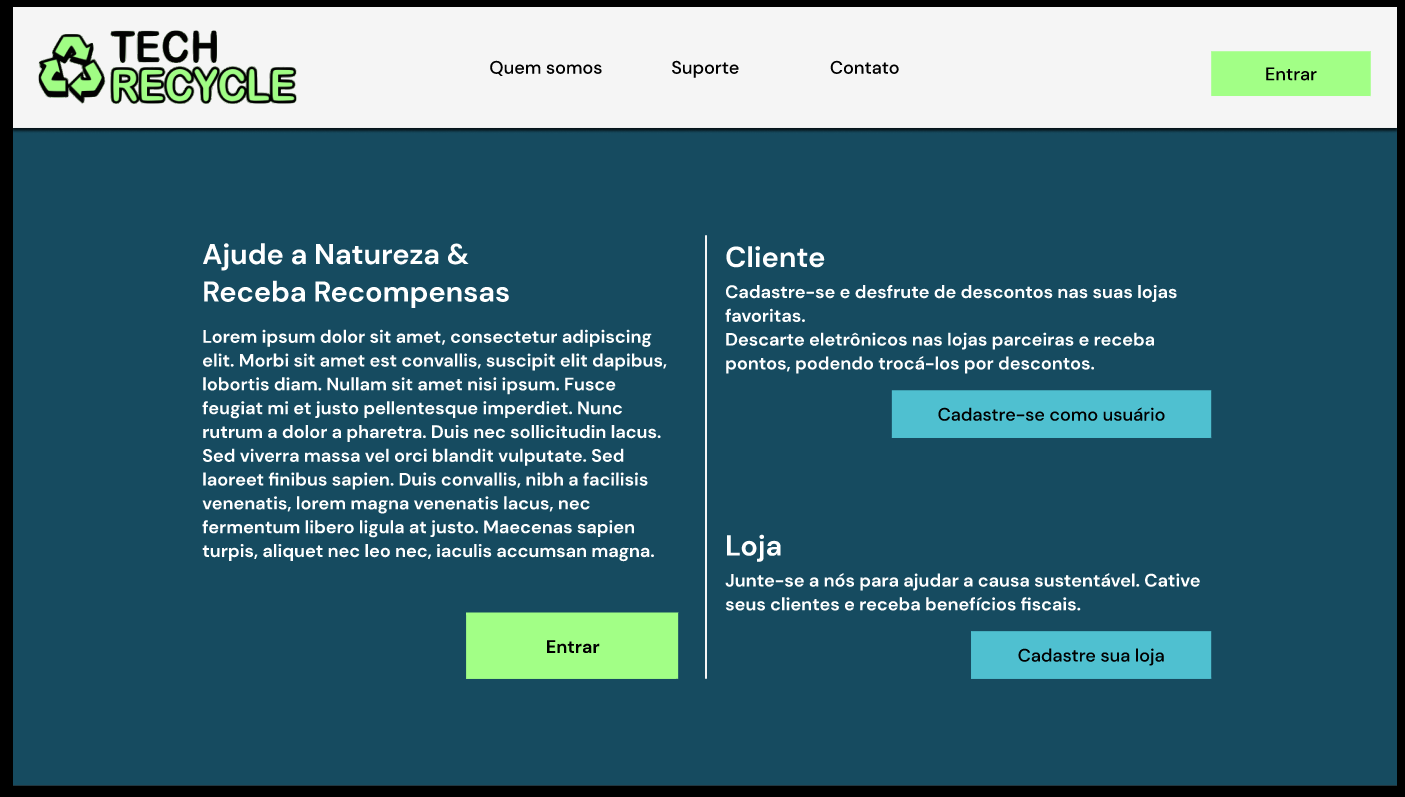 TECH
RECYCLE
Quem somos
Suporte
Contato
Entrar
Ajude a Natureza &
Receba Recompensas
Lorem ipsum dolor sit amet, consectetur adipiscing
elit. Morbi sit amet est convallis, suscipit elit dapibus,
lobortis diam. Nullam sit amet nisi ipsum. Fusce
feugiat mi et justo pellentesque imperdiet. Nunc
rutrum a dolor a pharetra. Duis nec sollicitudin lacus.
Sed viverra massa vel orci blandit vulputate. Sed
laoreet finibus sapien. Duis convallis, nibh a facilisis
venenatis, lorem magna venenatis lacus, nec
fermentum libero ligula at justo. Maecenas sapien
turpis, aliquet nec leo nec, iaculis accumsan magna.
Entrar
Cliente
Cadastre-se e desfrute de descontos nas suas lojas
favoritas.
Descarte eletrônicos nas lojas parceiras e receba
pontos, podendo trocá-los por descontos.
Cadastre-se como usuário
Loja
Junte-se a nós para ajudar a causa sustentável. Cative
seus clientes e receba benefícios fiscais.
Cadastre sua loja